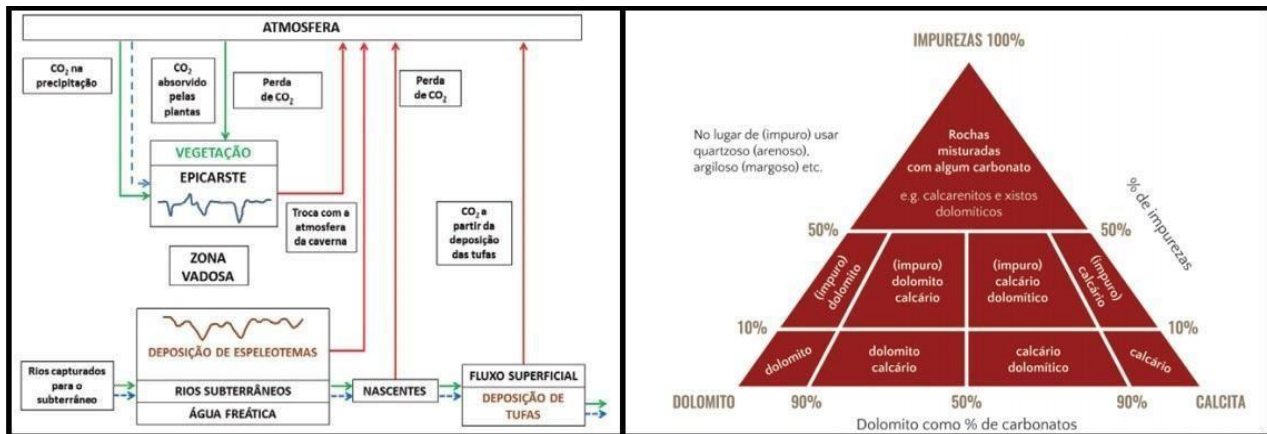 ATMOSFERA
CO₂ na
precipitação
CO₂
absorvido
pelas
plantas
Perda
de CO₂
Perda
de CO₂
VEGETAÇÃO
EPICARSTE
Troca com a
atmosfera
da caverna
CO₂ a
partir da
deposição
das tufas
ZONA
VADOSA
DEPOSIÇÃO DE ESPELEOTEMAS
Rios capturados
para o
subterrâneo
RIOS SUBTERRÂNEOS
ÁGUA FREÁTICA
NASCENTES
FLUXO SUPERFICIAL
DEPOSIÇÃO DE
TUFAS
IMPUREZAS 100%
No lugar de (impuro) usar
quartzoso (arenoso),
argiloso (margoso) etc.
Rochas
misturadas
com algum carbonato
e.g. calcarenitos e xistos
dolomíticos
% de impurezas
50%
50%
(impuro)
dolomito
(impuro)
dolomito
calcário
(impuro)
calcário
dolomítico
(impuro)
calcário
10%
10%
dolomito
dolomito
calcário
calcário
dolomítico
calcário
DOLOMITO
90%
50%
90%
CALCITA
Dolomito como % de carbonatos